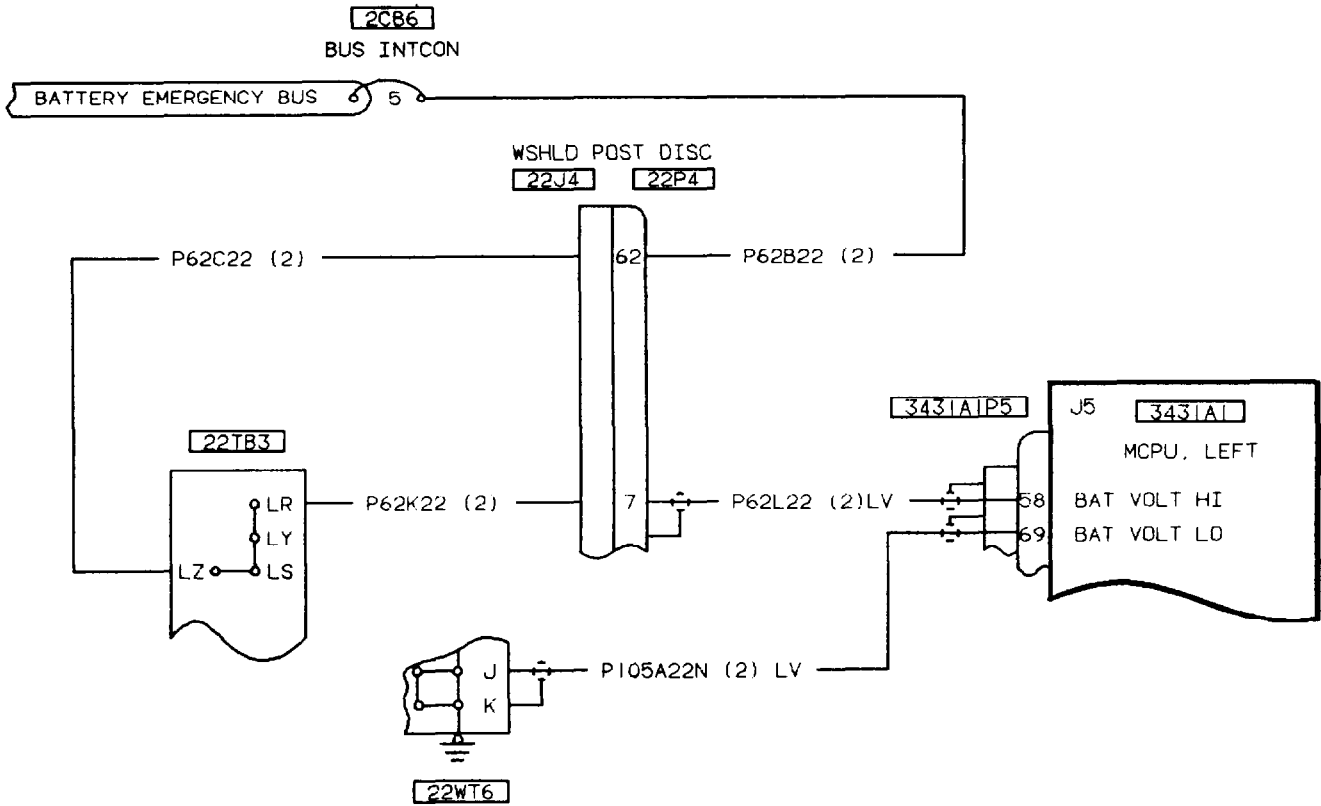 2CB6
BUS INTCON
BATTERY EMERGENCY BUS
5
WSHLD POST DISC
22J4
22P4
P62C22 (2)
62
P62B22 (2)
3431A1P5
J5
3431A1
MCPU, LEFT
22TB3
LR
LY
LZ
LS
P62K22 (2)
7
P62L22 (2)LV
58
BAT VOLT HI
69
BAT VOLT LO
J
K
P105A22N (2) LV
22WT6